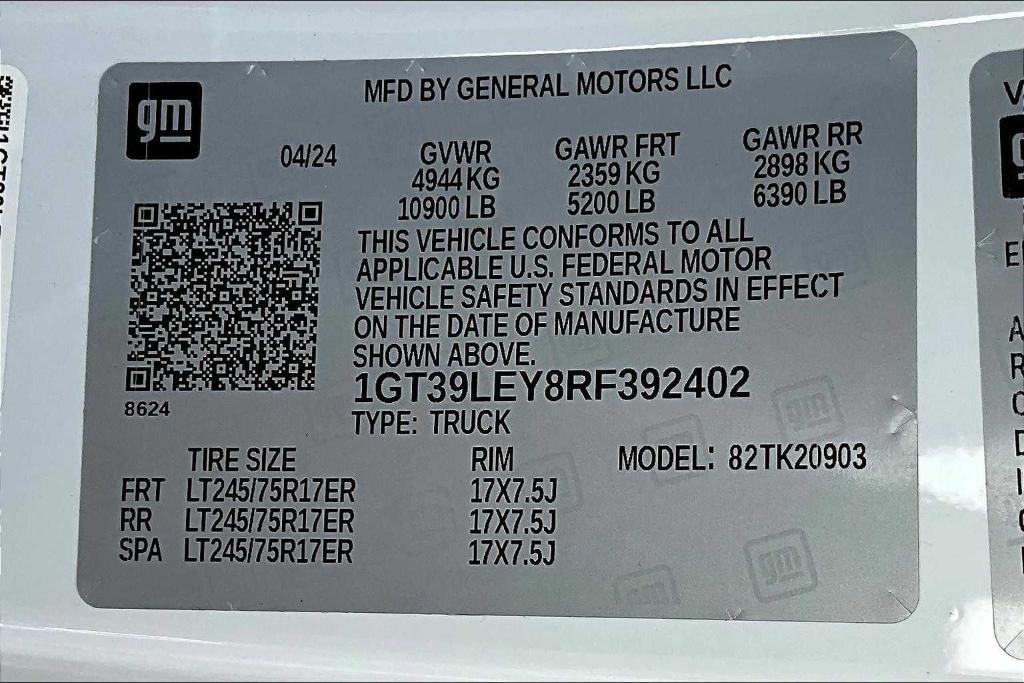 gm
MFD BY GENERAL MOTORS LLC
04/24
GVWR
4944 KG
10900 LB
GAWR FRT
2359 KG
5200 LB
GAWR RR
2898 KG
6390 LB
THIS VEHICLE CONFORMS TO ALL
APPLICABLE U.S. FEDERAL MOTOR
VEHICLE SAFETY STANDARDS IN EFFECT
ON THE DATE OF MANUFACTURE
SHOWN ABOVE.
1GT39LEY8RF392402
TYPE: TRUCK
8624
TIRE SIZE RIM MODEL: 82TK20903
FRT LT245/75R17ER 17X7.5J
RR LT245/75R17ER 17X7.5J
SPA LT245/75R17ER 17X7.5J
gm
gm
gm